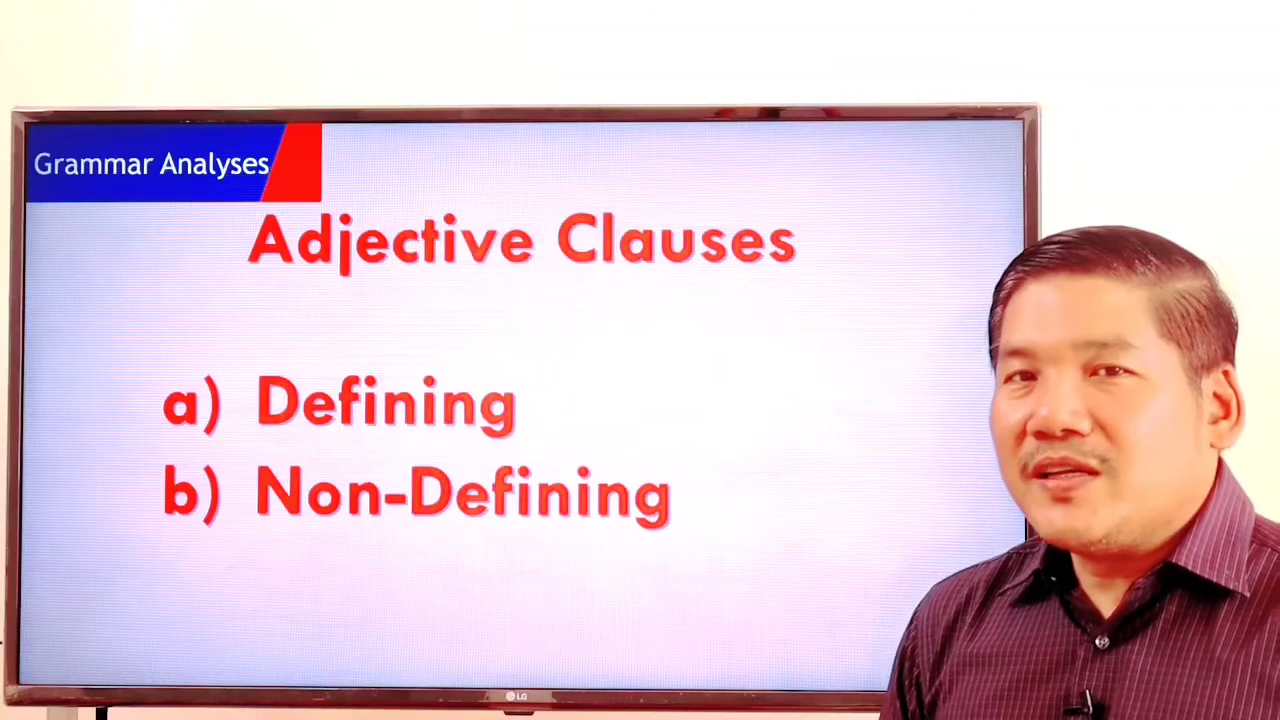 Grammar Analyses
Adjective Clauses
a) Defining
b) Non-Defining
LG